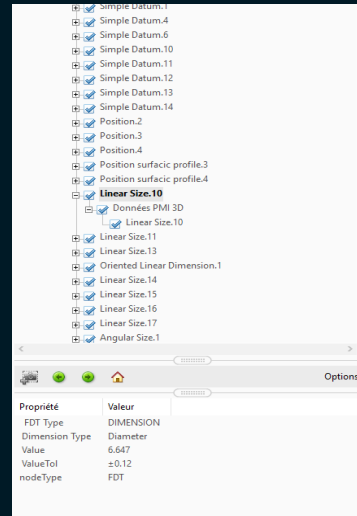 Simple Datum.1
Simple Datum.4
Simple Datum.6
Simple Datum.10
Simple Datum.11
Simple Datum.12
Simple Datum.13
Simple Datum.14
Position.2
Position.3
Position.4
Position surfacic profile.3
Position surfacic profile.4
Linear Size.10
Données PMI 3D
Linear Size.10
Linear Size.11
Linear Size.13
Oriented Linear Dimension.1
Linear Size.14
Linear Size.15
Linear Size.16
Linear Size.17
Angular Size.1
Options
Propriété Valeur
FDT Type DIMENSION
Dimension Type Diameter
Value 6.647
ValueTol ±0.12
nodeType FDT